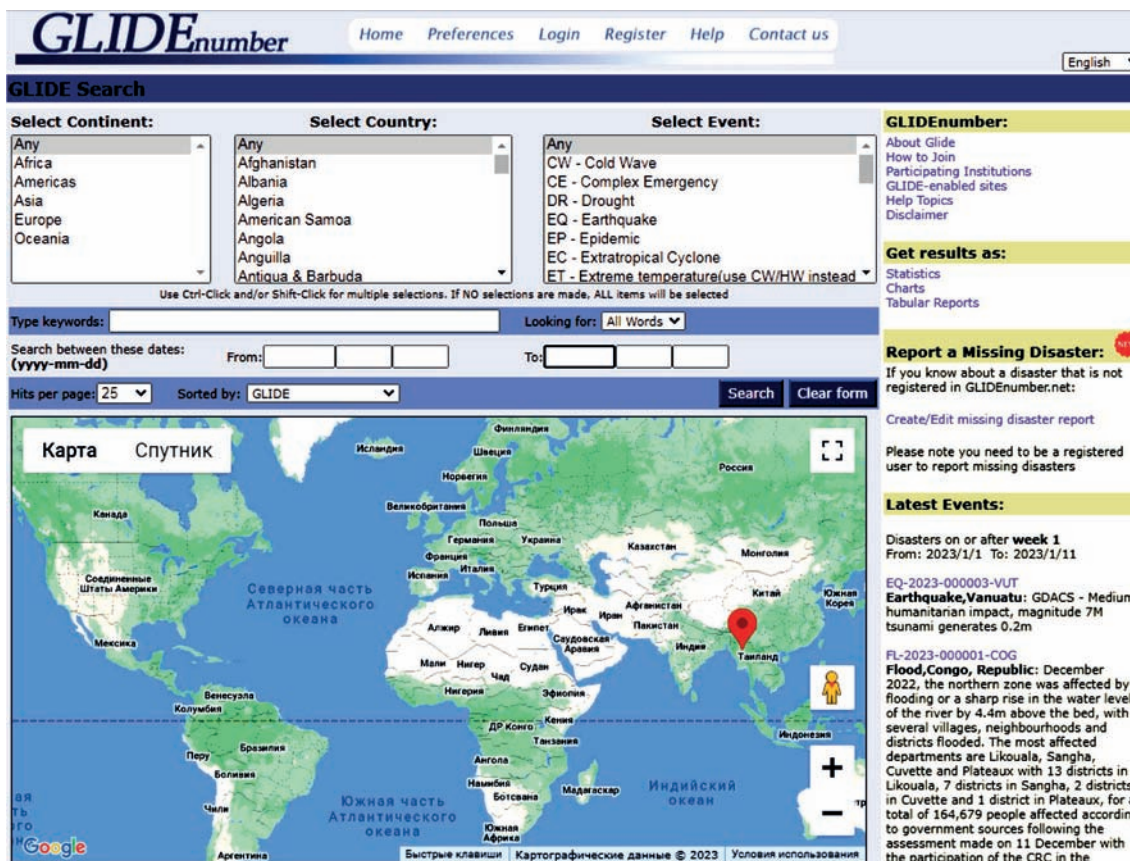 GLIDEnumber
Home Preferences Login Register Help Contact us
English
GLIDE Search
Select Continent:
Any
Africa
Americas
Asia
Europe
Oceania
Select Country:
Any
Afghanistan
Albania
Algeria
American Samoa
Angola
Anguilla
Antigua & Barbuda
Select Event:
Any
CW - Cold Wave
CE - Complex Emergency
DR - Drought
EQ - Earthquake
EP - Epidemic
EC - Extratropical Cyclone
ET - Extreme temperature(use CW/HW instead
Use Ctrl-Click and/or Shift-Click for multiple selections. If NO selections are made, ALL items will be selected
Type keywords: Looking for: All Words
Search between these dates:
(yyyy-mm-dd) From: To:
Hits per page: 25 Sorted by: GLIDE Search Clear form
Карта Спутник
Финляндия
Исландия
Швеция
Россия
Норвегия
Канада
Великобритания
Польша
Германия Украина
Казахстан
Монголия
Франция
Соединенные
Штаты Америки
Северная часть
Атлантического
океана
Испания
Италия
Турция
Китай
Южная
Корея
Ирак
Иран
Афганистан
Пакистан
Мексика
Алжир
Ливия
Египет
Саудовская
Аравия
Индия
Таиланд
Мали
Нигер
Чад
Судан
Нигерия
Эфиопия
Венесуэла
Колумбия
ДР Конго
Кения
Танзания
Индонезия
Перу
Бразилия
Ангола
Боливия
Намибия
Ботсвана
Мадагаскар
Индийский
океан
Чили
Южная часть
Атлантического
океана
Южная
Африка
Аргентина
Google
Быстрые клавиши Картографические данные © 2023 Условия использования
GLIDEnumber:
About Glide
How to Join
Participating Institutions
GLIDE-enabled sites
Help Topics
Disclaimer
Get results as:
Statistics
Charts
Tabular Reports
Report a Missing Disaster:
If you know about a disaster that is not
registered in GLIDEnumber.net:
Create/Edit missing disaster report
Please note you need to be a registered
user to report missing disasters
Latest Events:
Disasters on or after week 1
From: 2023/1/1 To: 2023/1/11
EQ-2023-000003-VUT
Earthquake,Vanuatu: GDACS - Medium
humanitarian impact, magnitude 7M
tsunami generates 0.2m
FL-2023-000001-COG
Flood,Congo, Republic: December
2022, the northern zone was affected by
flooding or a sharp rise in the water level
of the river by 4.4m above the bed, with
several villages, neighbourhoods and
districts flooded. The most affected
departments are Likouala, Sangha,
Cuvette and Plateaux with 13 districts in
Likouala, 7 districts in Sangha, 2 districts
in Cuvette and 1 district in Plateaux, for a
total of 164,679 people affected accordin
to government sources following the
assessment made on 11 December with
the participation of the CRC in the